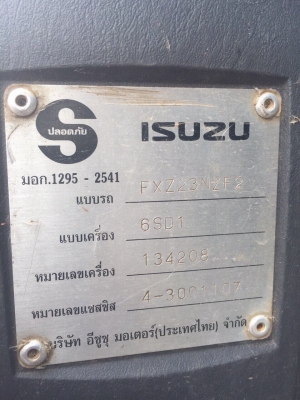 S
ปลอดภัย
ISUZU
มอก.1295 - 2541
แบบรถ
แบบเครื่อง 6SD1
หมายเลขเครื่อง 134208
หมายเลขแชสซิส
บริษัท อีซูซุ มอเตอร์(ประเทศไทย) จำกัด